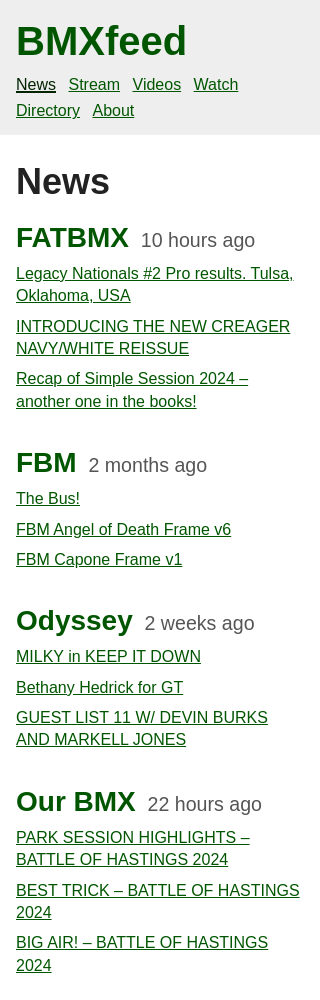 BMXfeed
News Stream Videos Watch
Directory About
News
FATBMX 10 hours ago
Legacy Nationals #2 Pro results. Tulsa,
Oklahoma, USA
INTRODUCING THE NEW CREAGER
NAVY/WHITE REISSUE
Recap of Simple Session 2024 –
another one in the books!
FBM 2 months ago
The Bus!
FBM Angel of Death Frame v6
FBM Capone Frame v1
Odyssey 2 weeks ago
MILKY in KEEP IT DOWN
Bethany Hedrick for GT
GUEST LIST 11 W/ DEVIN BURKS
AND MARKELL JONES
Our BMX 22 hours ago
PARK SESSION HIGHLIGHTS –
BATTLE OF HASTINGS 2024
BEST TRICK – BATTLE OF HASTINGS
2024
BIG AIR! – BATTLE OF HASTINGS
2024